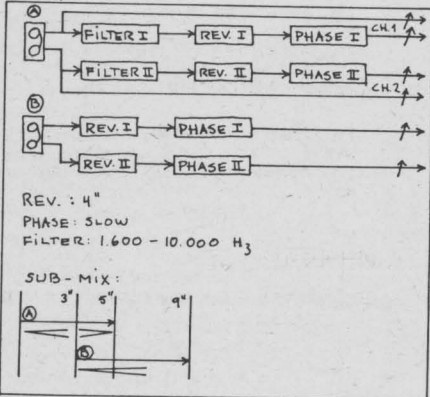 A
FILTER I REV. I PHASE I CH.1
FILTER II REV. II PHASE II CH.2
B
REV. I PHASE I
REV. II PHASE II
REV. : 4"
PHASE: SLOW
FILTER: 1.600 - 10.000 Hz
SUB-MIX:
3" 5" 9"
A
B